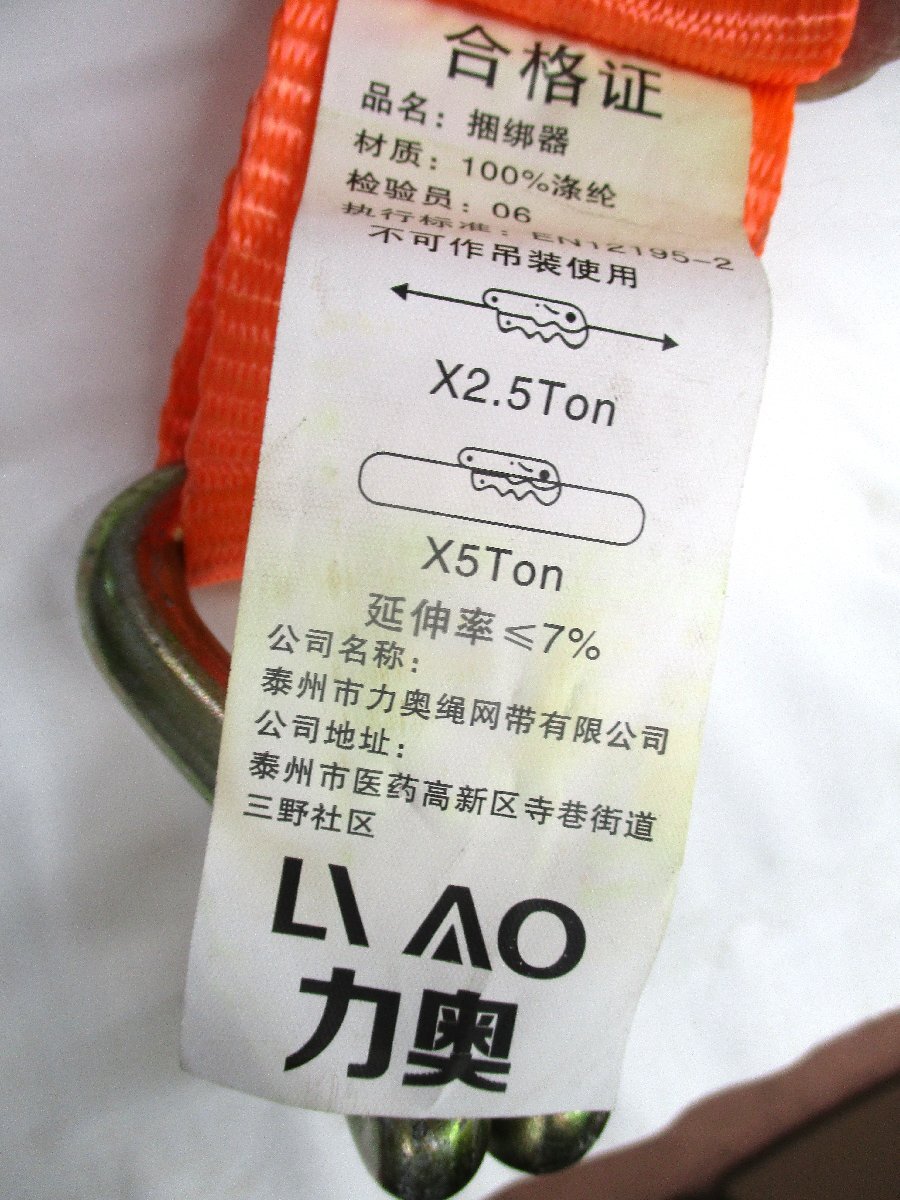 合格证
品名：捆绑器
材质：100%涤纶
检验员：06
执行标准：EN12195-2
不可作吊装使用
X2.5Ton
X5Ton
延伸率≤7%
公司名称：
泰州市力奥绳网带有限公司
公司地址：
泰州市医药高新区寺巷街道
三野社区
LI AO
力奥